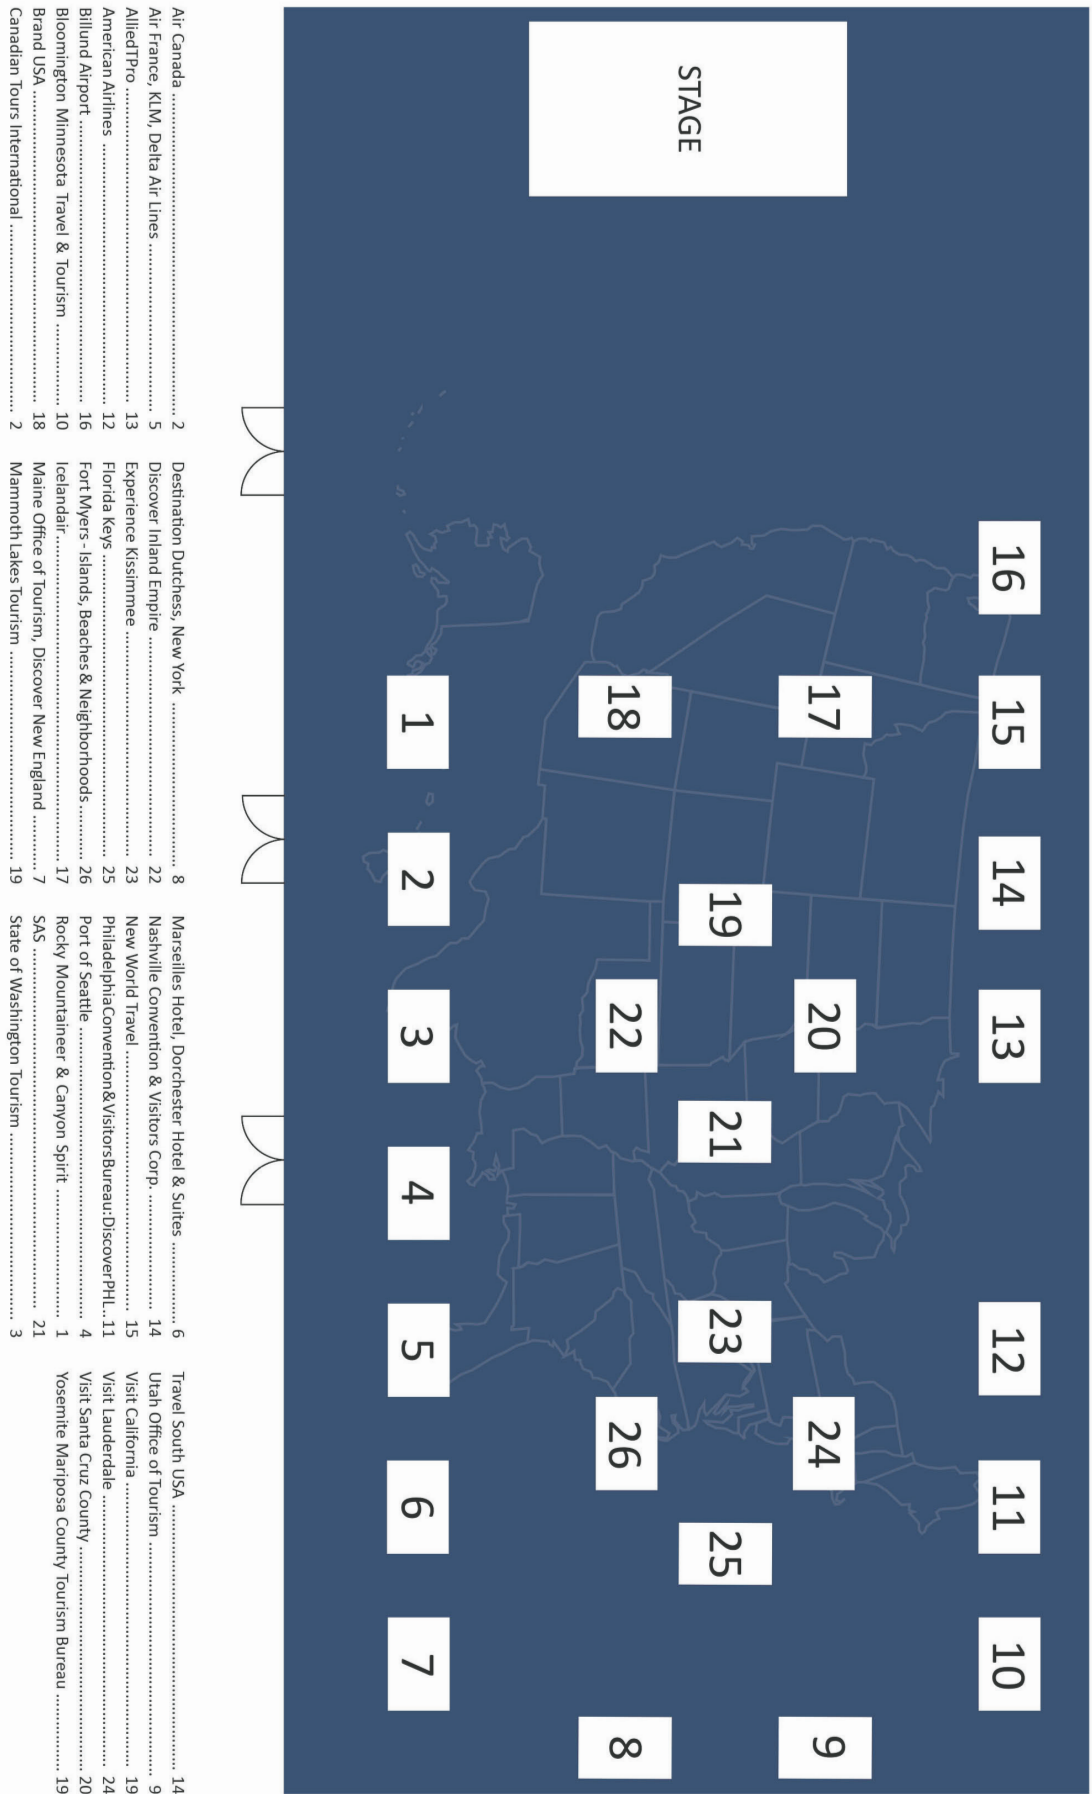 STAGE
16
15
14
13
12
11
10
17
18
19
20
22
21
23
24
26
25
9
8
1
2
3
4
5
6
7
Air Canada ........................ 2
Air France, KLM, Delta Air Lines ........................ 5
AlliedTPro ........................ 13
American Airlines ........................ 12
Billund Airport ........................ 16
Bloomington Minnesota Travel & Tourism ............... 10
Brand USA ........................ 18
Canadian Tours International ........................ 2
Destination Dutchess, New York ........................ 8
Discover Inland Empire ........................ 22
Experience Kissimmee ........................ 23
Florida Keys ........................ 25
Fort Myers - Islands, Beaches & Neighborhoods .......... 26
Icelandair ........................ 17
Maine Office of Tourism, Discover New England .......... 7
Mammoth Lakes Tourism ........................ 19
Marseilles Hotel, Dorchester Hotel & Suites ............... 6
Nashville Convention & Visitors Corp. ........................ 14
New World Travel ........................ 15
Philadelphia Convention & Visitors Bureau: Discover PHL .. 11
Port of Seattle ........................ 4
Rocky Mountaineer & Canyon Spirit ........................ 1
SAS ........................ 21
State of Washington Tourism ........................ 3
Travel South USA ........................ 14
Utah Office of Tourism ........................ 9
Visit California ........................ 19
Visit Lauderdale ........................ 24
Visit Santa Cruz County ........................ 20
Yosemite Mariposa County Tourism Bureau ............... 19